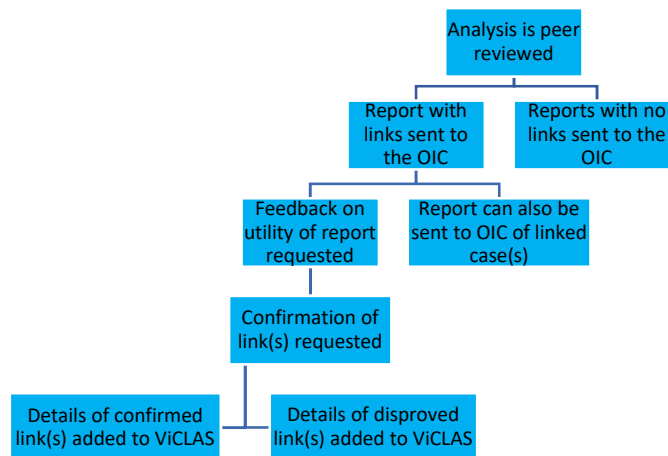 Analysis is peer
reviewed
Report with
links sent to
the OIC
Reports with no
links sent to the
OIC
Feedback on
utility of report
requested
Report can also be
sent to OIC of linked
case(s)
Confirmation of
link(s) requested
Details of confirmed
link(s) added to ViCLAS
Details of disproved
link(s) added to ViCLAS